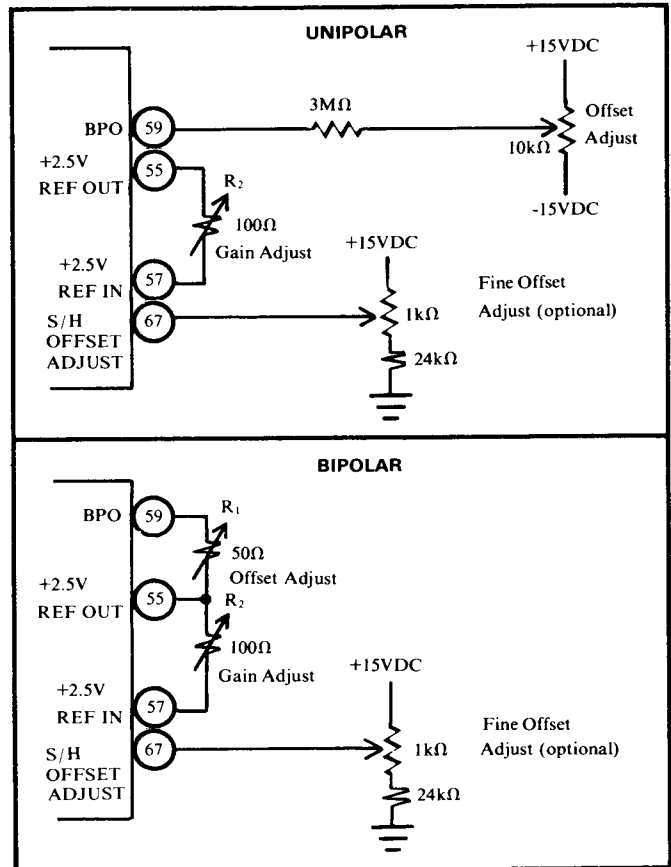 UNIPOLAR
+15VDC
BPO
59
3MΩ
Offset
Adjust
10kΩ
-15VDC
+2.5V
REF OUT
55
R2
100Ω
Gain Adjust
+15VDC
+2.5V
REF IN
57
Fine Offset
Adjust (optional)
1kΩ
S/H
OFFSET
ADJUST
67
24kΩ
BIPOLAR
BPO
59
R1
50Ω
Offset Adjust
+2.5V
REF OUT
55
R2
100Ω
Gain Adjust
+15VDC
+2.5V
REF IN
57
Fine Offset
Adjust (optional)
1kΩ
S/H
OFFSET
ADJUST
67
24kΩ